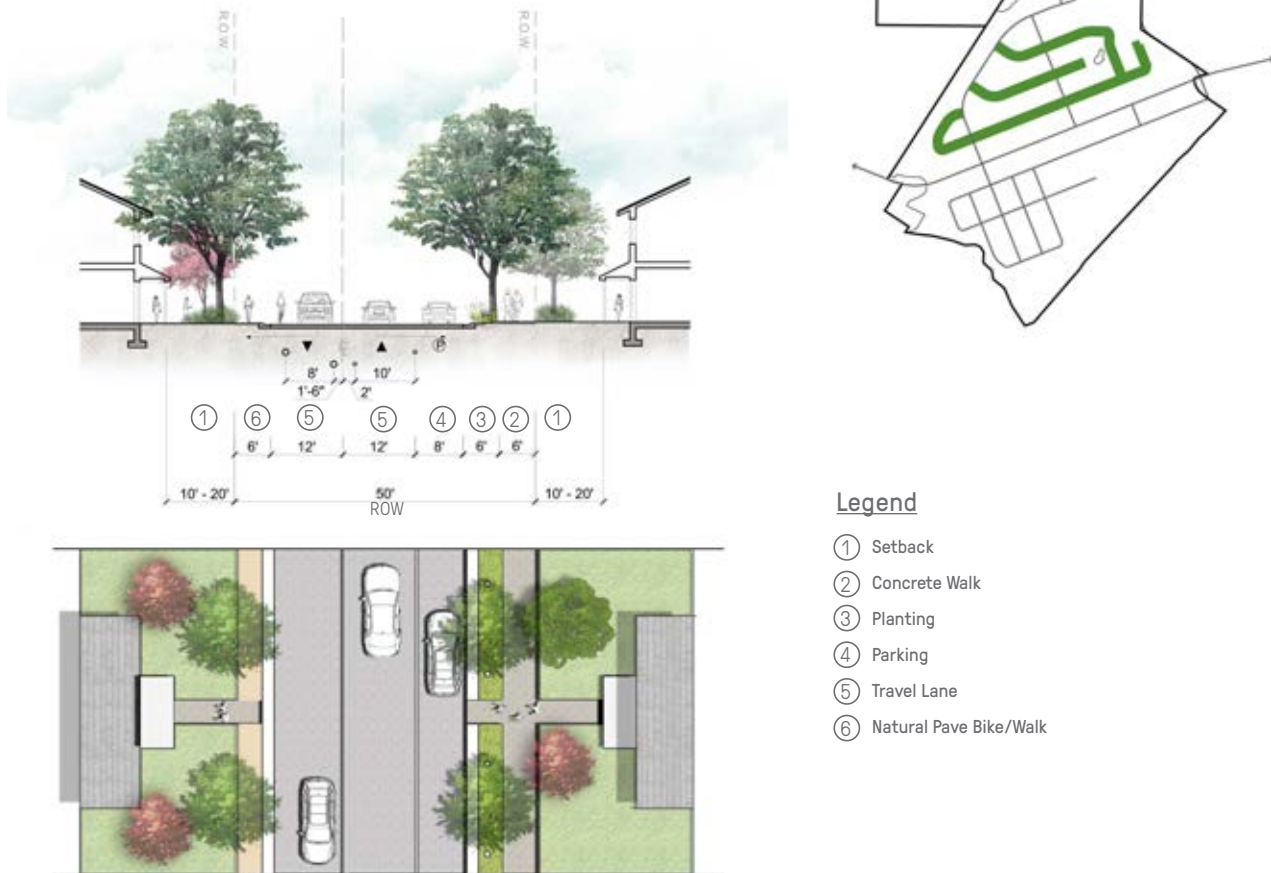 R.O.W R.O.W
P
8' 10'
1'-6" 2'
1 6 5 5 4 3 2 1
6' 12' 12' 8' 6' 6'
10' - 20' 50' 10' - 20'
ROW
Legend
1 Setback
2 Concrete Walk
3 Planting
4 Parking
5 Travel Lane
6 Natural Pave Bike/Walk